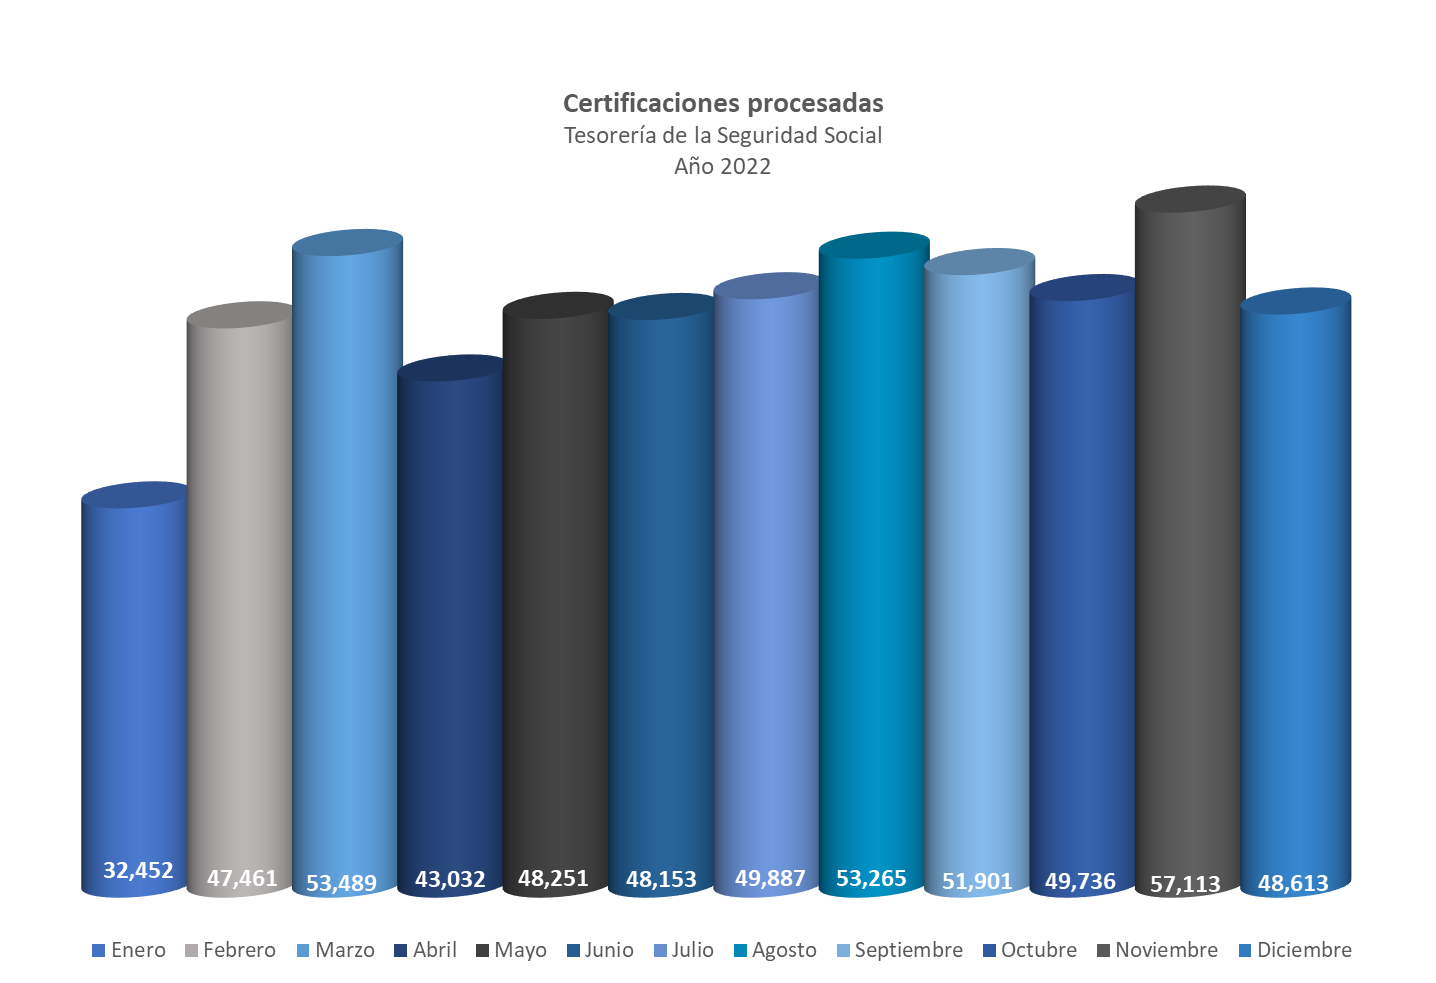 Certificaciones procesadas
Tesorería de la Seguridad Social
Año 2022
32,452 47,461 53,489 43,032 48,251 48,153 49,887 53,265 51,901 49,736 57,113 48,613
Enero Febrero Marzo Abril Mayo Junio Julio Agosto Septiembre Octubre Noviembre Diciembre